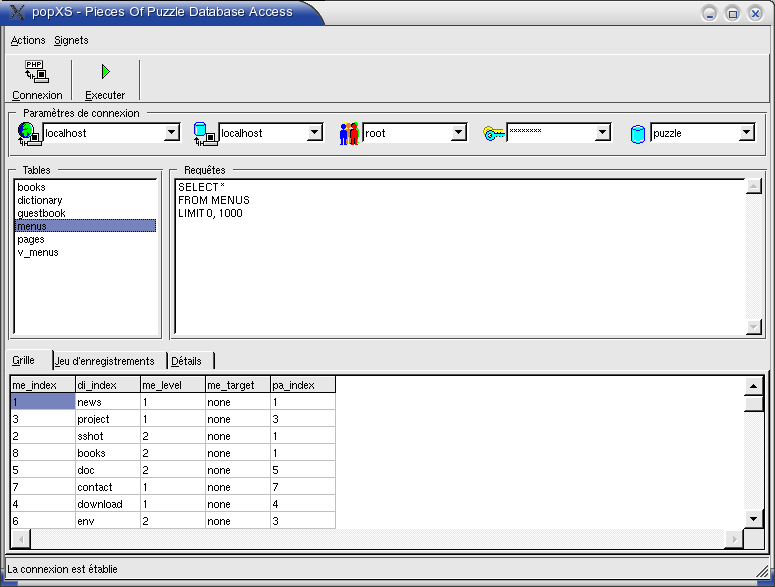 popXS - Pieces Of Puzzle Database Access
Actions Signets
PHP
Connexion Executer
Paramètres de connexion
localhost localhost root ******** puzzle
Tables
books
dictionary
guestbook
menus
pages
v_menus
Requêtes
SELECT *
FROM MENUS
LIMIT 0, 1000
Grille Jeu d'enregistrements Détails
me_index di_index me_level me_target pa_index
1 news 1 none 1
3 project 1 none 3
2 sshot 2 none 1
8 books 2 none 1
5 doc 2 none 5
7 contact 1 none 7
4 download 1 none 4
6 env 2 none 3
La connexion est établie